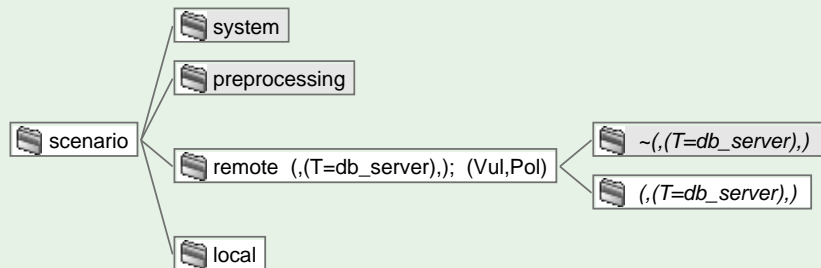 system
preprocessing
scenario
remote (,(T=db_server),); (Vul,Pol)
~(,(T=db_server),)
(,(T=db_server),)
local